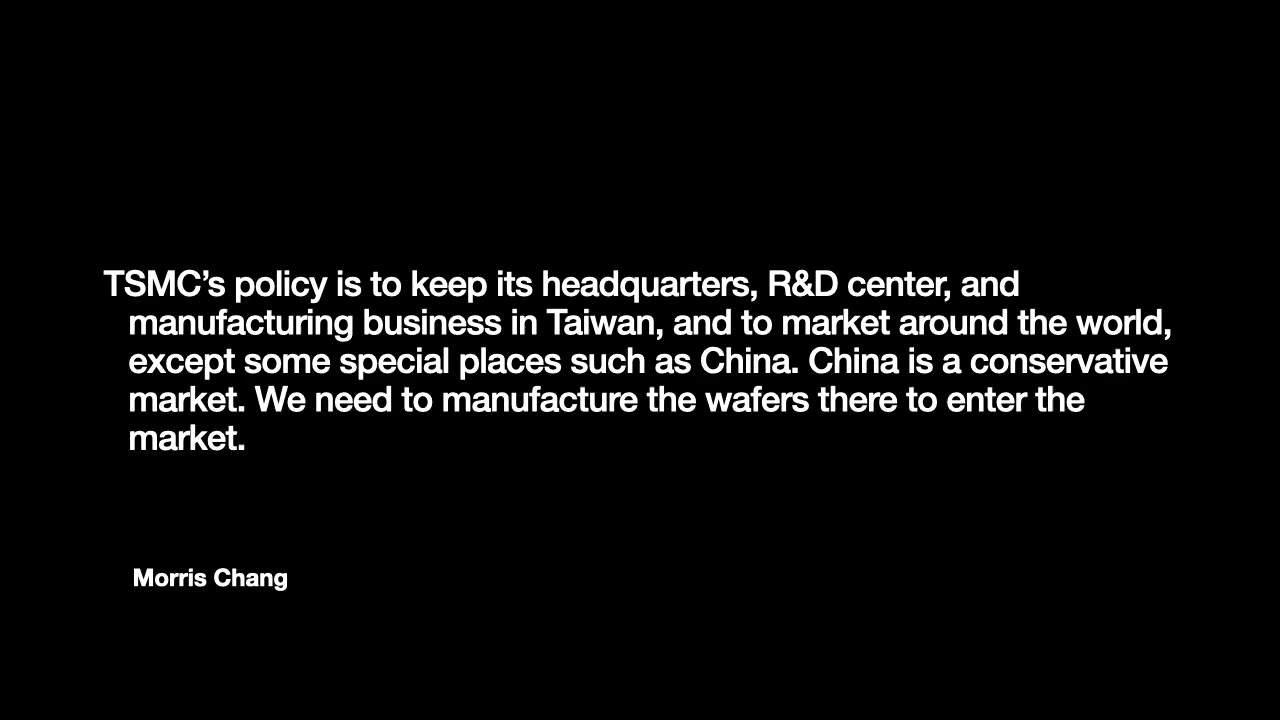 TSMC’s policy is to keep its headquarters, R&D center, and
manufacturing business in Taiwan, and to market around the world,
except some special places such as China. China is a conservative
market. We need to manufacture the wafers there to enter the
market.
Morris Chang